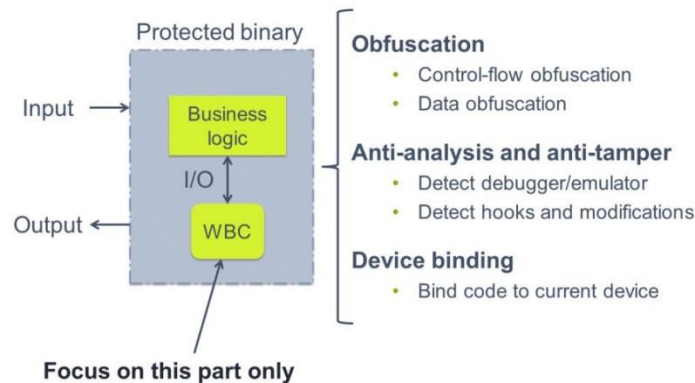 Protected binary
Input
Business
logic
I/O
Output
WBC
Focus on this part only
Obfuscation
• Control-flow obfuscation
• Data obfuscation
Anti-analysis and anti-tamper
• Detect debugger/emulator
• Detect hooks and modifications
Device binding
• Bind code to current device